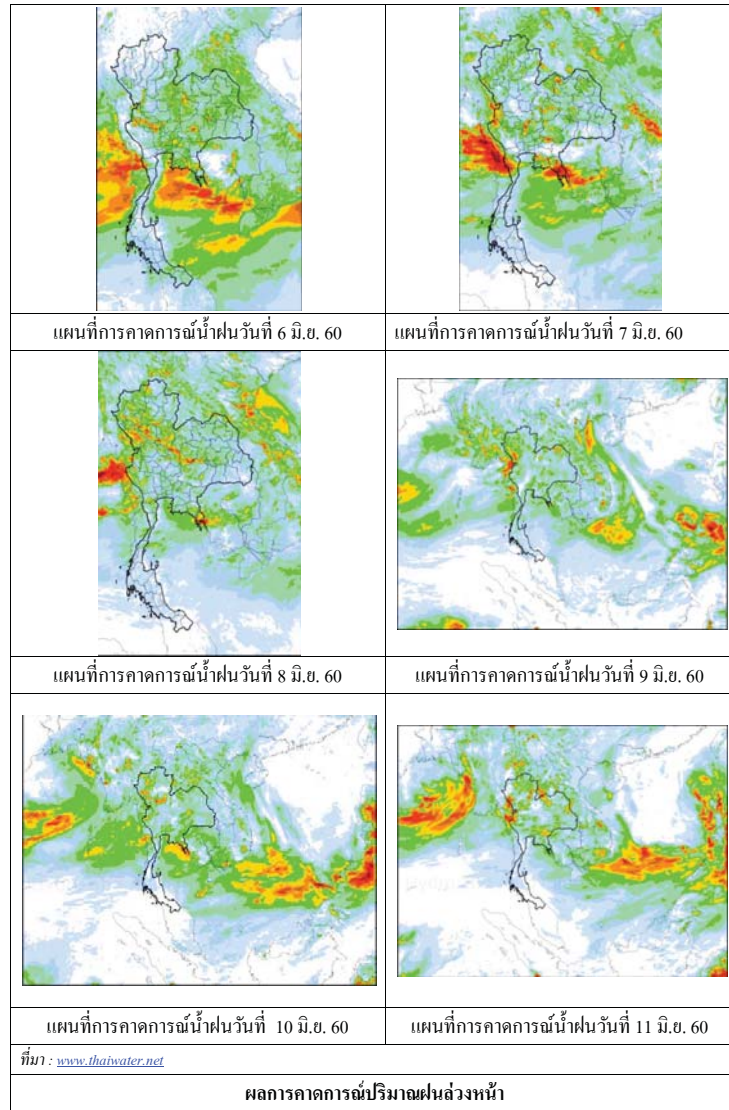 แผนที่การคาดการณ์น้ำฝนวันที่ 6 มิ.ย. 60
แผนที่การคาดการณ์น้ำฝนวันที่ 7 มิ.ย. 60
แผนที่การคาดการณ์น้ำฝนวันที่ 8 มิ.ย. 60
แผนที่การคาดการณ์น้ำฝนวันที่ 9 มิ.ย. 60
แผนที่การคาดการณ์น้ำฝนวันที่ 10 มิ.ย. 60
แผนที่การคาดการณ์น้ำฝนวันที่ 11 มิ.ย. 60
ที่มา : www.thaiwater.net
ผลการคาดการณ์ปริมาณฝนล่วงหน้า